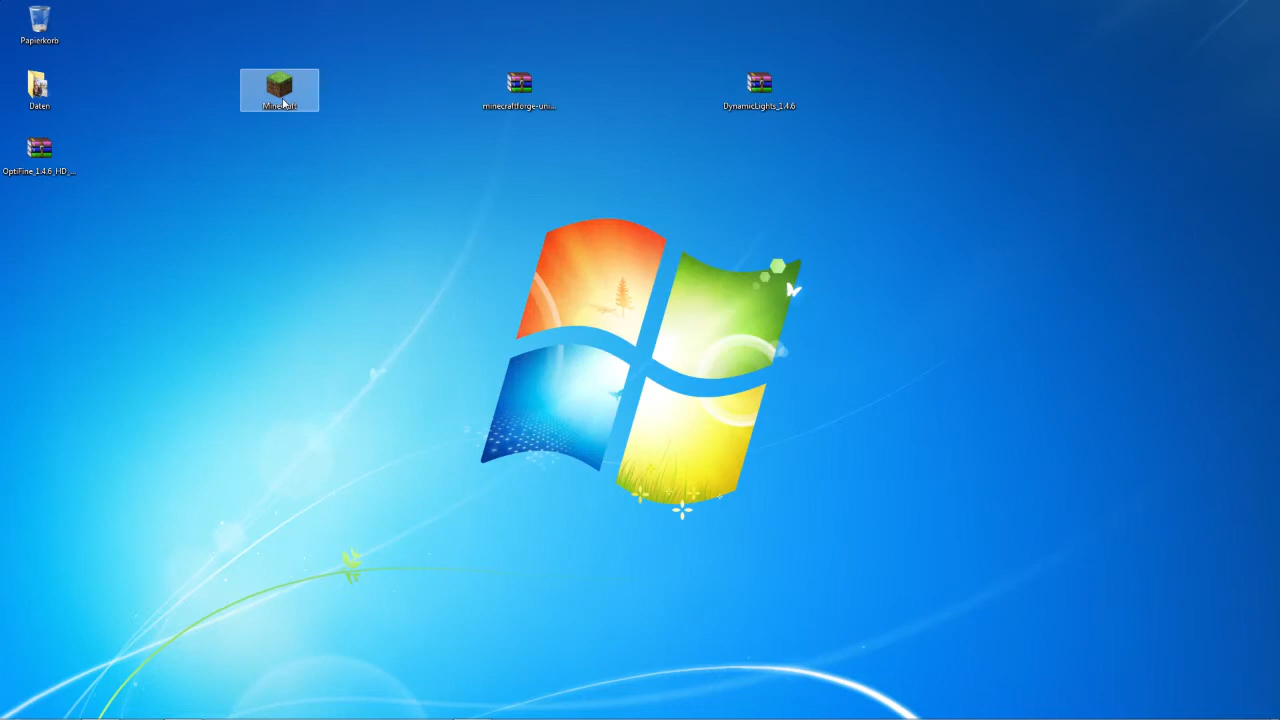 Papierkorb
Daten
Minecraft
minecraftforge-uni...
DynamicLights_1.4.6
OptiFine_1.4.6_HD_...